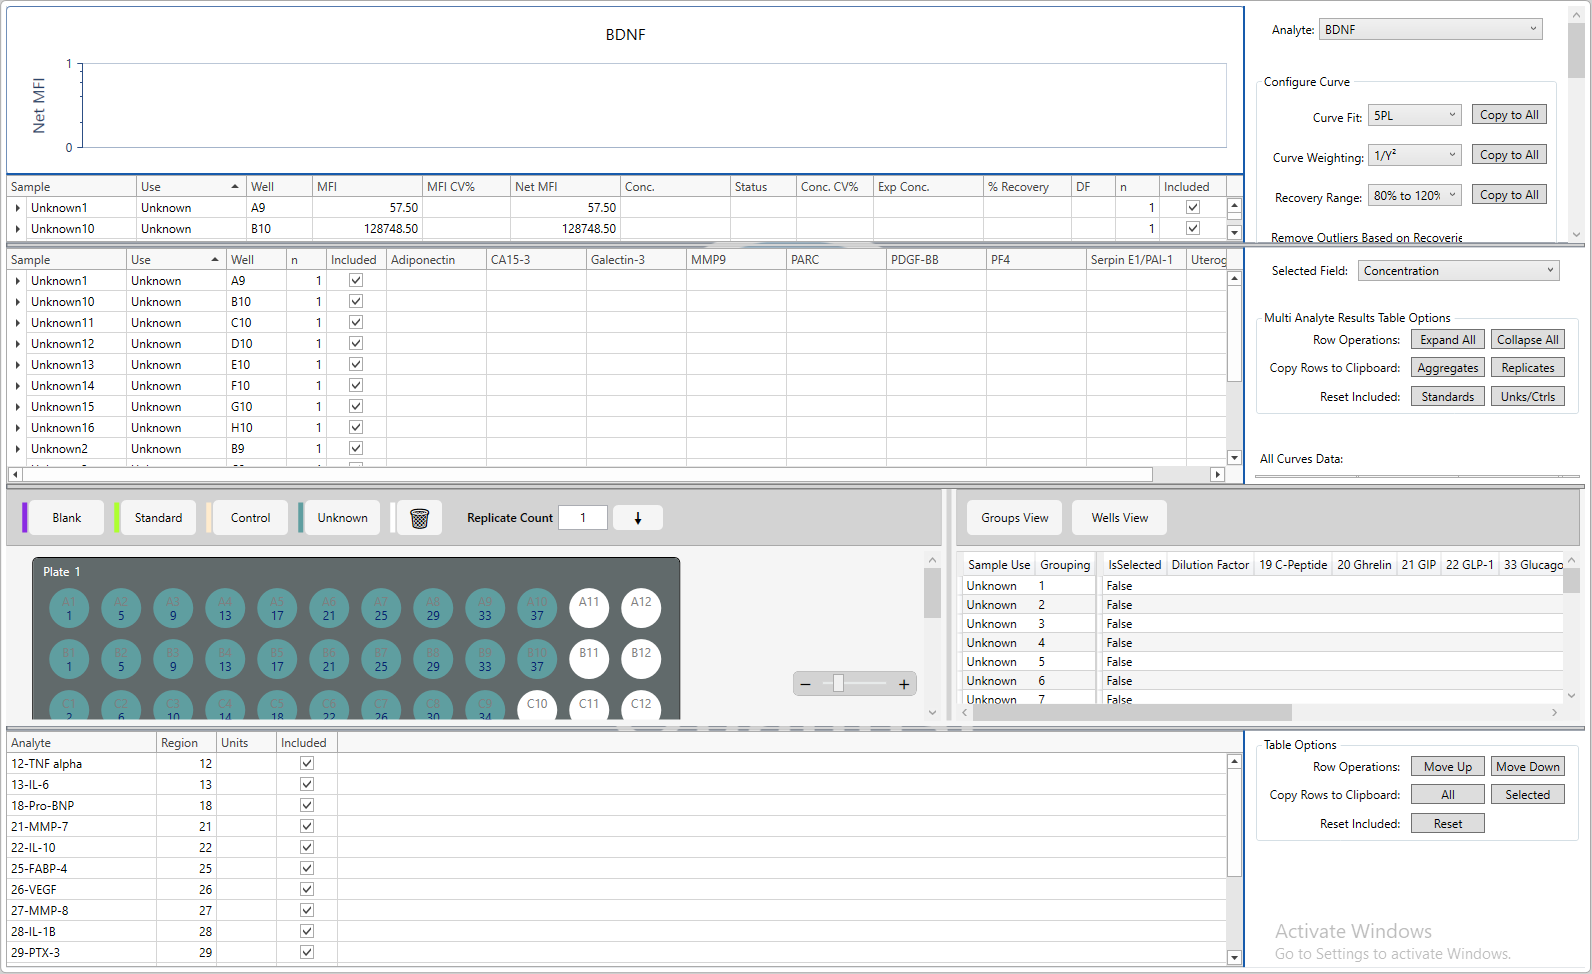 BDNF
Net MFI
1
0
Analyte: BDNF
Configure Curve
Curve Fit: 5PL Copy to All
Curve Weighting: 1/Y² Copy to All
Recovery Range: 80% to 120% Copy to All
Remove Outliers Based on Recoverie
Sample Use Well MFI MFI CV% Net MFI Conc. Status Conc. CV% Exp Conc. % Recovery DF n Included
Unknown1 Unknown A9 57.50 57.50 1
Unknown10 Unknown B10 128748.50 128748.50 1
Sample Use Well n Included Adiponectin CA15-3 Galectin-3 MMP9 PARC PDGF-BB PF4 Serpin E1/PAI-1 Uterog
Unknown1 Unknown A9 1
Unknown10 Unknown B10 1
Unknown11 Unknown C10 1
Unknown12 Unknown D10 1
Unknown13 Unknown E10 1
Unknown14 Unknown F10 1
Unknown15 Unknown G10 1
Unknown16 Unknown H10 1
Unknown2 Unknown B9 1
Selected Field: Concentration
Multi Analyte Results Table Options
Row Operations: Expand All Collapse All
Copy Rows to Clipboard: Aggregates Replicates
Reset Included: Standards Unks/Ctrls
All Curves Data:
Blank Standard Control Unknown Replicate Count 1
Groups View Wells View
Plate 1
A1 A2 A3 A4 A5 A6 A7 A8 A9 A10 A11 A12
1 5 9 13 17 21 25 29 33 37
B1 B2 B3 B4 B5 B6 B7 B8 B9 B10 B11 B12
1 5 9 13 17 21 25 29 33 37
C1 C2 C3 C4 C5 C6 C7 C8 C9 C10 C11 C12
2 6 10 14 18 22 26 30 34
− +
Sample Use Grouping IsSelected Dilution Factor 19 C-Peptide 20 Ghrelin 21 GIP 22 GLP-1 33 Glucago
Unknown 1 False
Unknown 2 False
Unknown 3 False
Unknown 4 False
Unknown 5 False
Unknown 6 False
Unknown 7 False
Analyte Region Units Included
12-TNF alpha 12
13-IL-6 13
18-Pro-BNP 18
21-MMP-7 21
22-IL-10 22
25-FABP-4 25
26-VEGF 26
27-MMP-8 27
28-IL-1B 28
29-PTX-3 29
Table Options
Row Operations: Move Up Move Down
Copy Rows to Clipboard: All Selected
Reset Included: Reset
Activate Windows
Go to Settings to activate Windows.